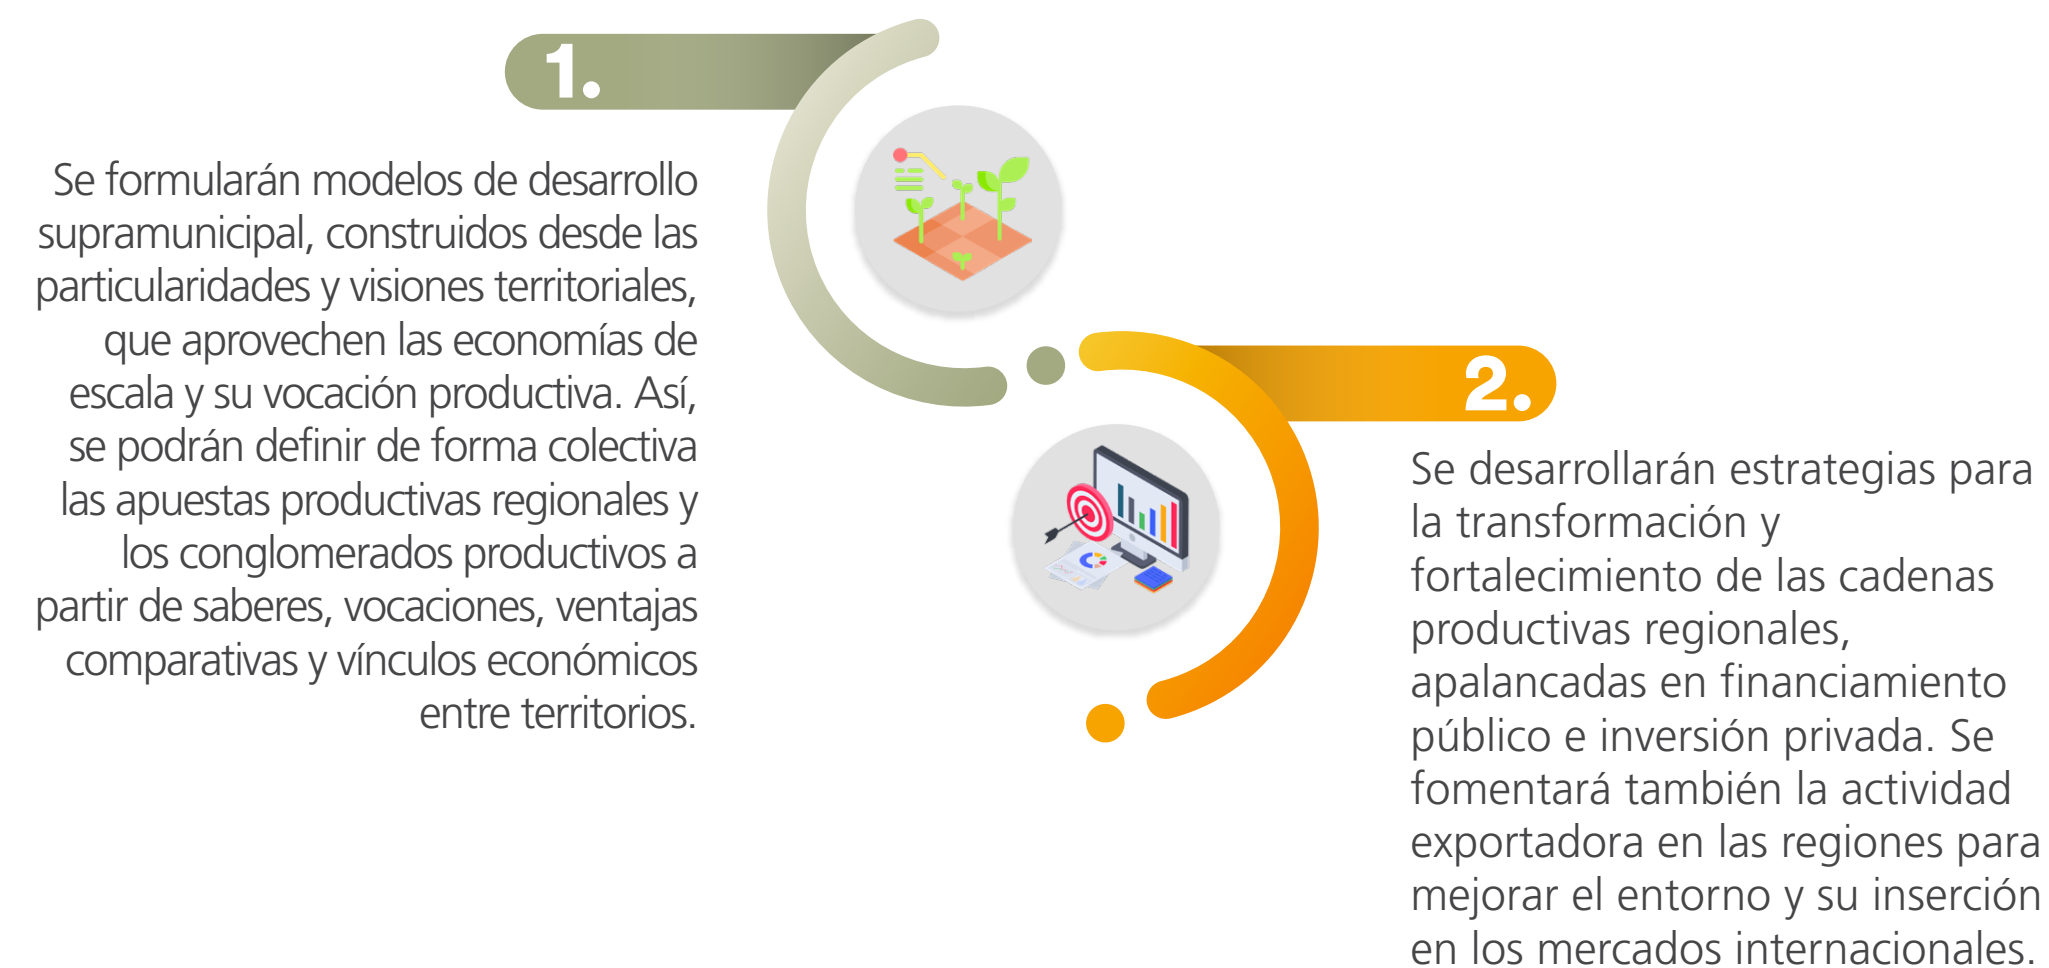 1.
Se formularán modelos de desarrollo
supramunicipal, construidos desde las
particularidades y visiones territoriales,
que aprovechen las economías de
escala y su vocación productiva. Así,
se podrán definir de forma colectiva
las apuestas productivas regionales y
los conglomerados productivos a
partir de saberes, vocaciones, ventajas
comparativas y vínculos económicos
entre territorios.
2.
Se desarrollarán estrategias para
la transformación y
fortalecimiento de las cadenas
productivas regionales,
apalancadas en financiamiento
público e inversión privada. Se
fomentará también la actividad
exportadora en las regiones para
mejorar el entorno y su inserción
en los mercados internacionales.